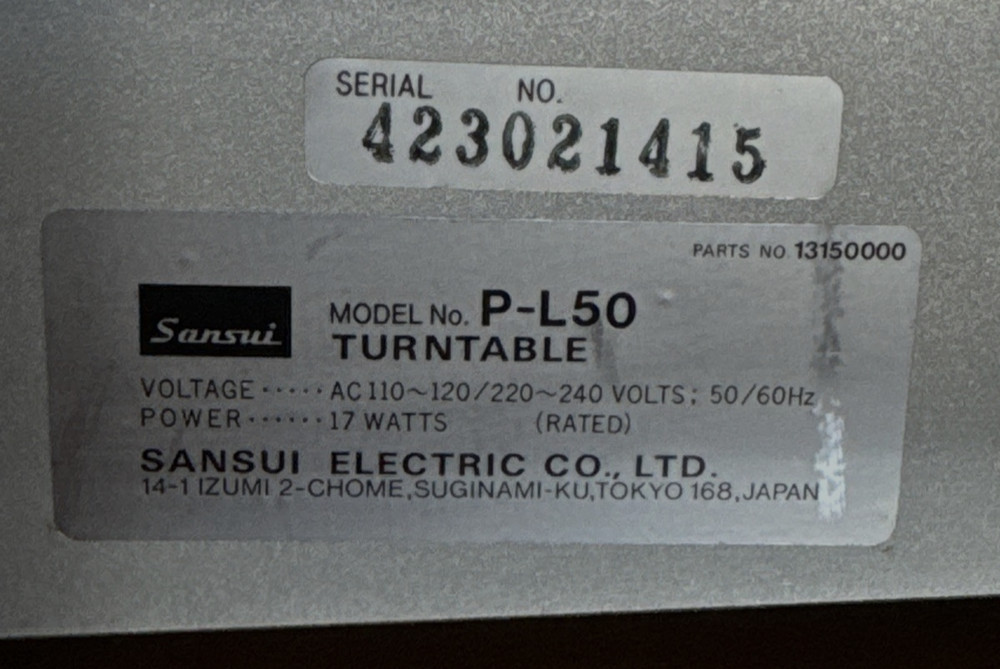 SERIAL NO.
423021415
PARTS NO. 13150000
Sansui
MODEL No. P-L50
TURNTABLE
VOLTAGE ····· AC 110～120/220～240 VOLTS; 50/60Hz
POWER ······ 17 WATTS (RATED)
SANSUI ELECTRIC CO., LTD.
14-1 IZUMI 2-CHOME, SUGINAMI-KU, TOKYO 168, JAPAN